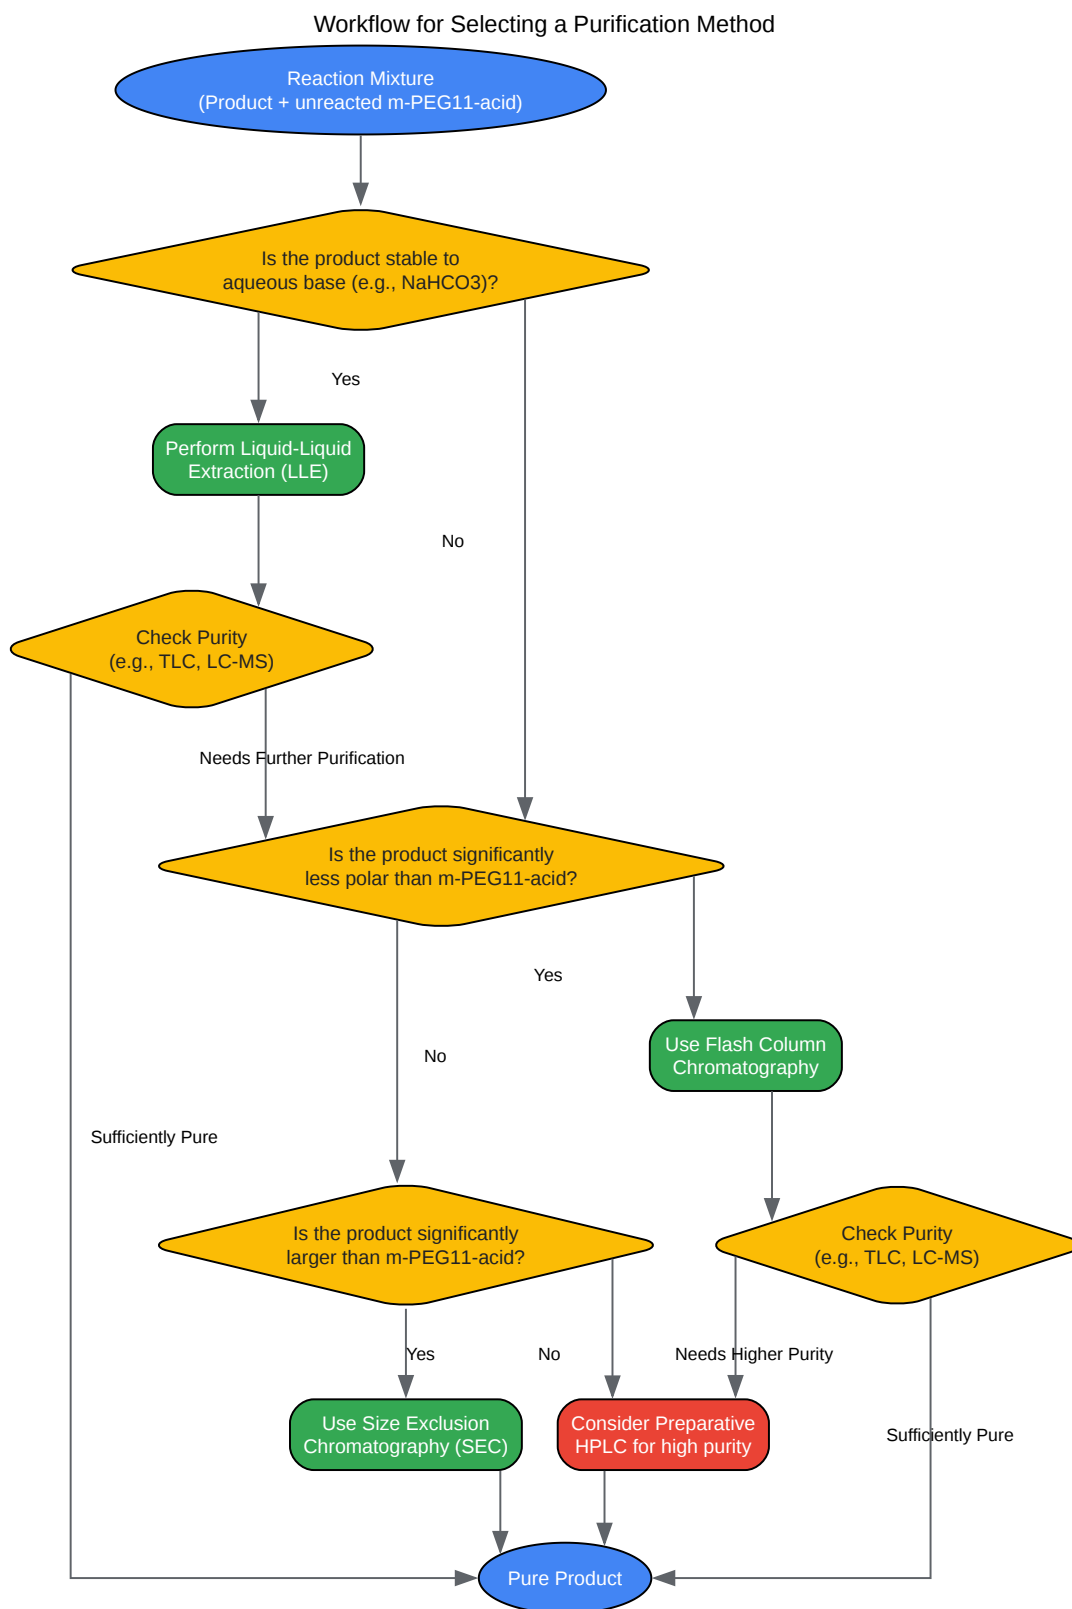 Workflow for Selecting a Purification Method
Reaction Mixture
(Product + unreacted m-PEG11-acid)
Is the product stable to
aqueous base (e.g., NaHCO3)?
Yes
Perform Liquid-Liquid
Extraction (LLE)
No
Check Purity
(e.g., TLC, LC-MS)
Needs Further Purification
Is the product significantly
less polar than m-PEG11-acid?
Yes
Use Flash Column
Chromatography
No
Sufficiently Pure
Is the product significantly
larger than m-PEG11-acid?
Check Purity
(e.g., TLC, LC-MS)
Yes
No
Needs Higher Purity
Use Size Exclusion
Chromatography (SEC)
Consider Preparative
HPLC for high purity
Sufficiently Pure
Pure Product